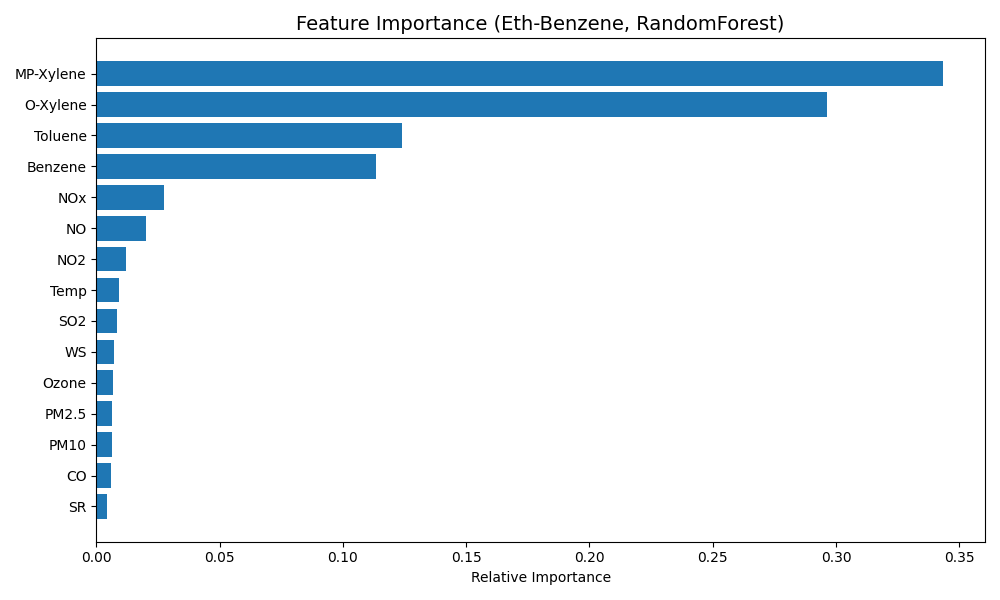 Feature Importance (Eth-Benzene, RandomForest)
MP-Xylene
O-Xylene
Toluene
Benzene
NOx
NO
NO2
Temp
SO2
WS
Ozone
PM2.5
PM10
CO
SR
0.00 0.05 0.10 0.15 0.20 0.25 0.30 0.35
Relative Importance